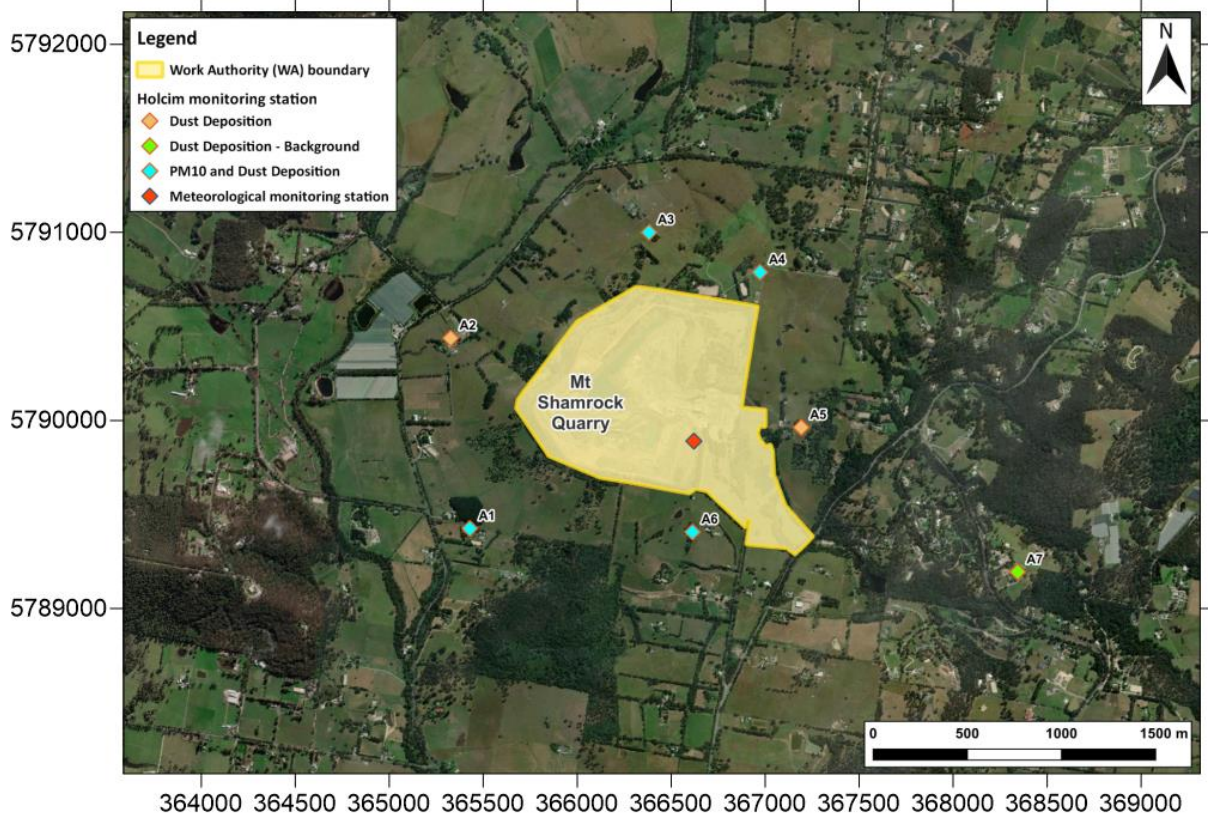 5792000
5791000
5790000
5789000
Legend
Work Authority (WA) boundary
Holcim monitoring station
Dust Deposition
Dust Deposition - Background
PM10 and Dust Deposition
Meteorological monitoring station
N
A3
A4
A2
Mt
Shamrock
Quarry
A5
A1
A6
A7
0 500 1000 1500 m
364000 364500 365000 365500 366000 366500 367000 367500 368000 368500 369000